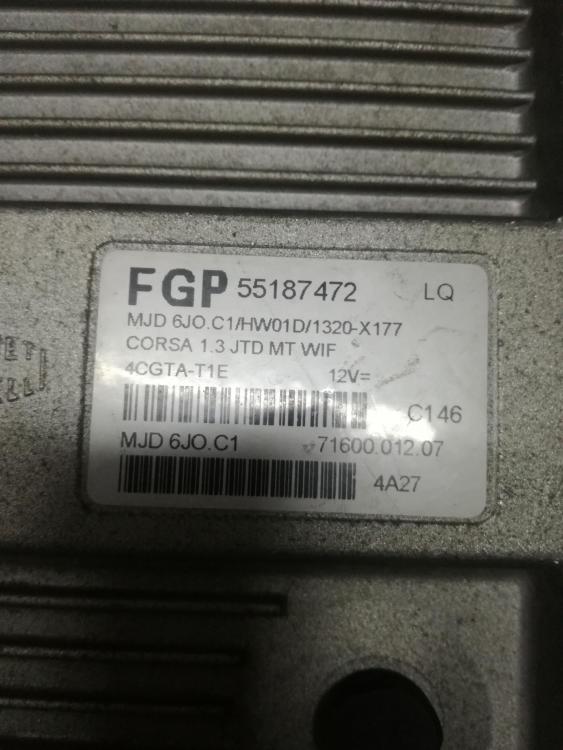 FGP 55187472 LQ
MJD 6JO.C1/HW01D/1320-X177
CORSA 1.3 JTD MT WIF
4CGTA-T1E 12V=
C146
MJD 6JO.C1 71600.012.07
4A27